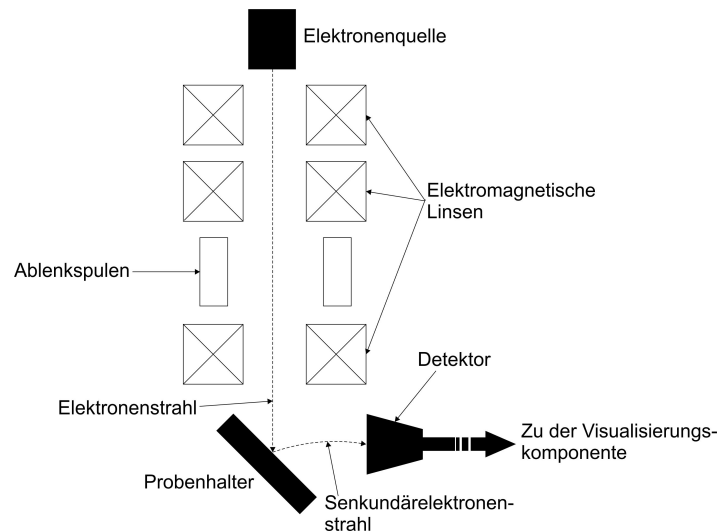 Elektronenquelle
Elektromagnetische
Linsen
Ablenkspulen
Detektor
Elektronenstrahl
Zu der Visualisierungs-
komponente
Probenhalter
Senkundärelektronen-
strahl